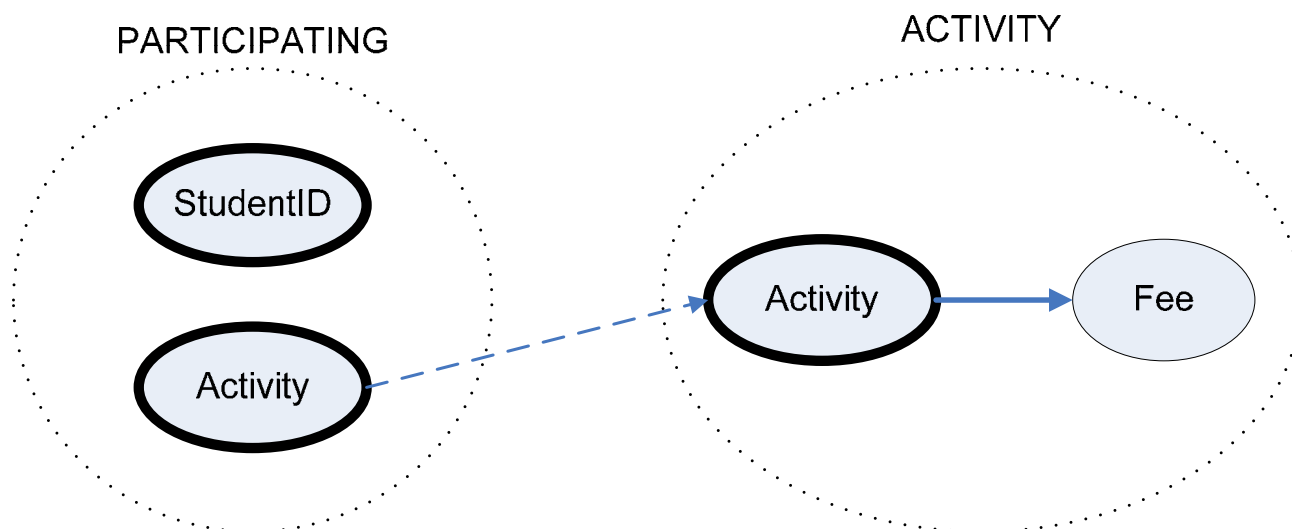 PARTICIPATING
StudentID
Activity
ACTIVITY
Activity
Fee